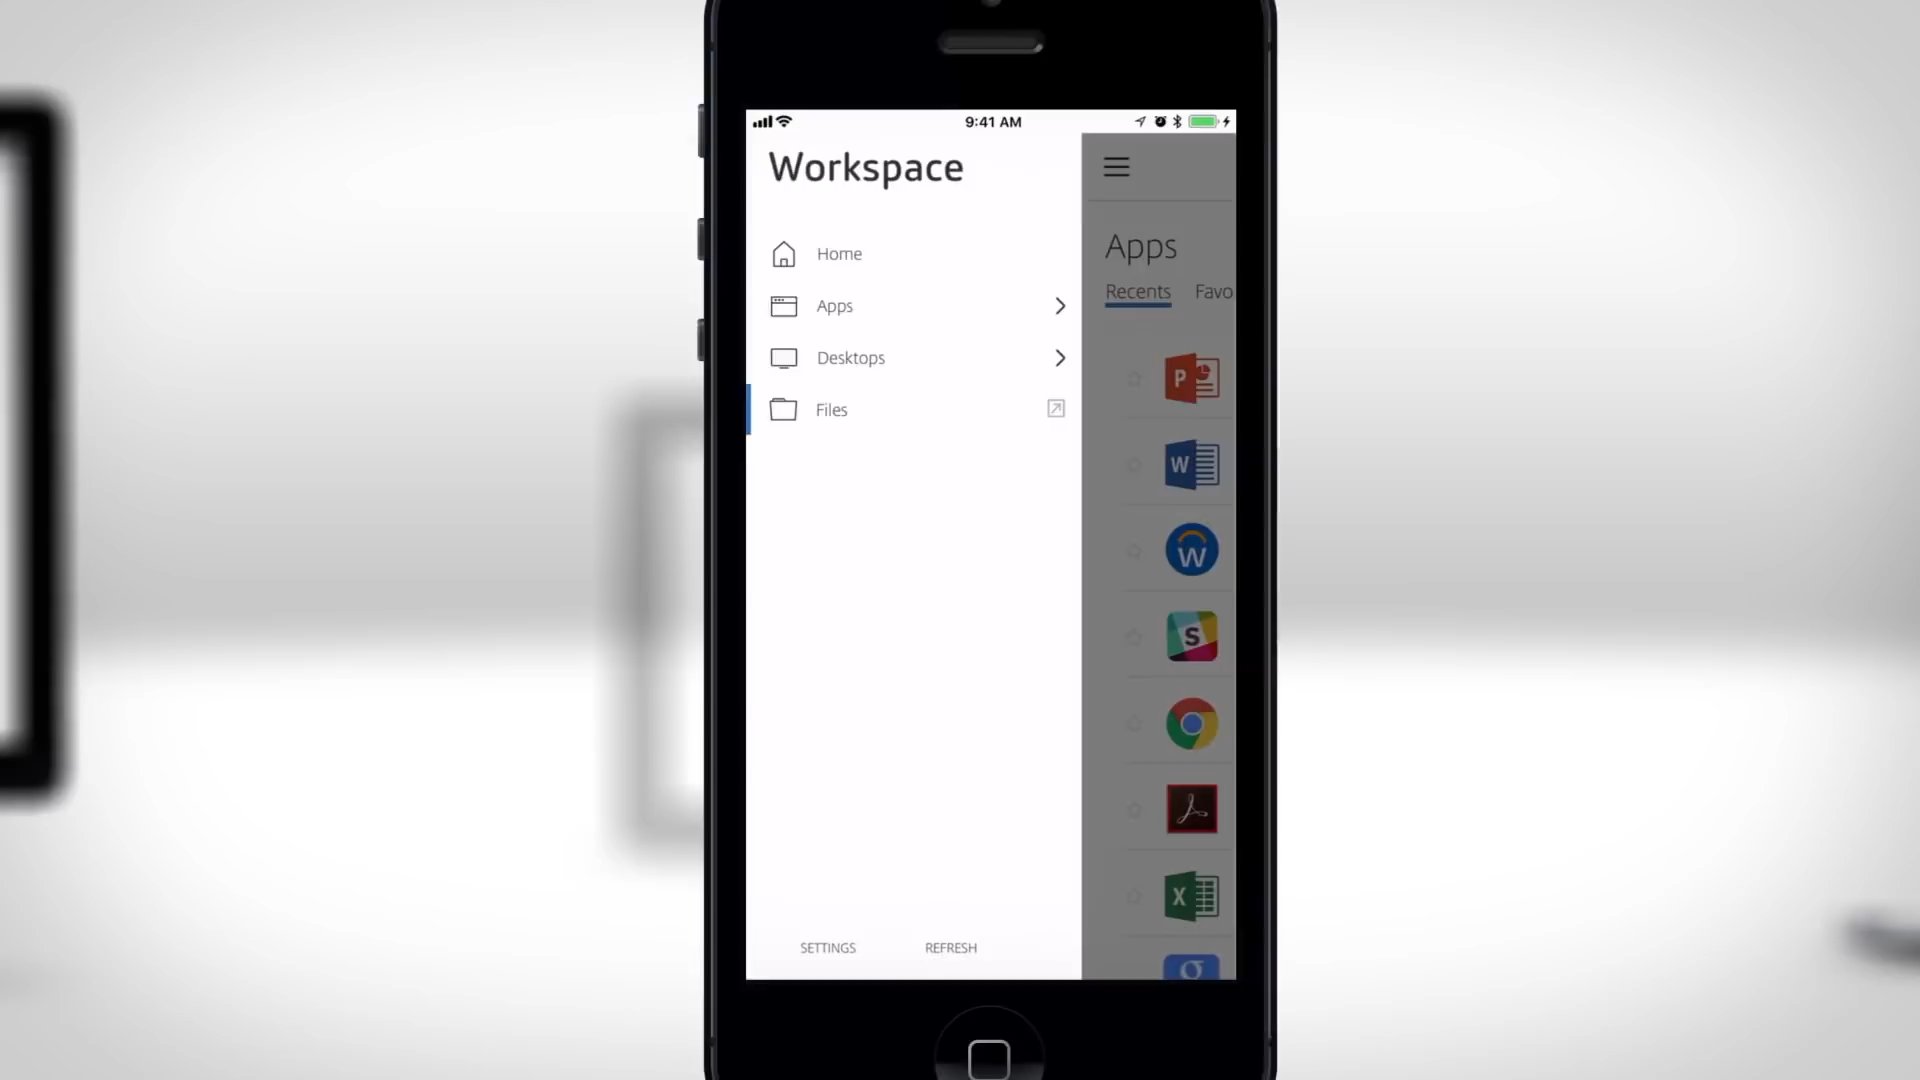 9:41 AM
Workspace
Home
Apps
Desktops
Files
SETTINGS
REFRESH
Apps
Recents
Favo
P
W
W
S
X